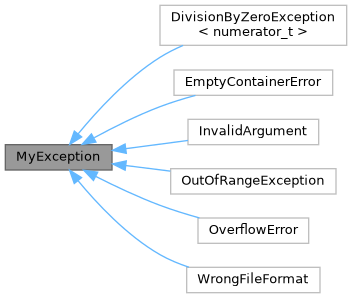 DivisionByZeroException
< numerator_t >
EmptyContainerError
InvalidArgument
MyException
OutOfRangeException
OverflowError
WrongFileFormat